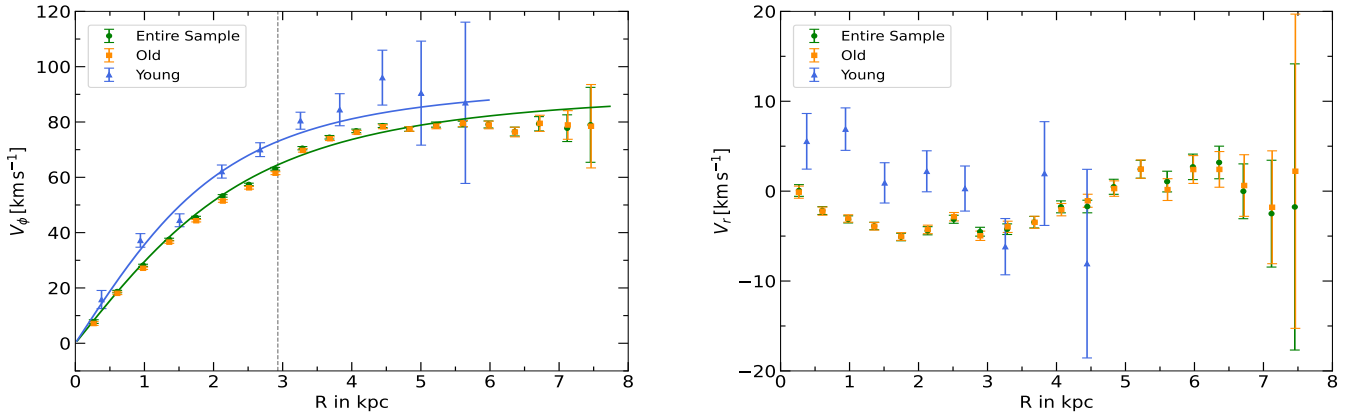 120
100
80
60
40
20
0
0 1 2 3 4 5 6 7 8
R in kpc
V_ϕ [km s⁻¹]
Entire Sample
Old
Young
20
10
0
−10
−20
0 1 2 3 4 5 6 7 8
R in kpc
V_r [km s⁻¹]
Entire Sample
Old
Young